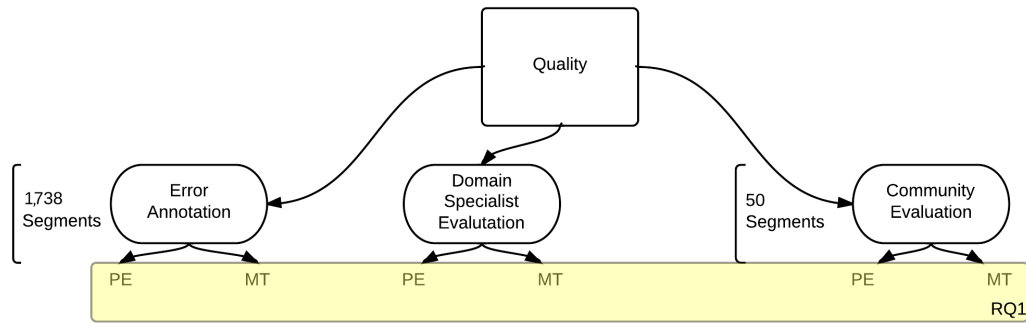 Quality
1,738
Segments
Error
Annotation
Domain
Specialist
Evalutation
50
Segments
Community
Evaluation
PE
MT
PE
MT
PE
MT
RQ1